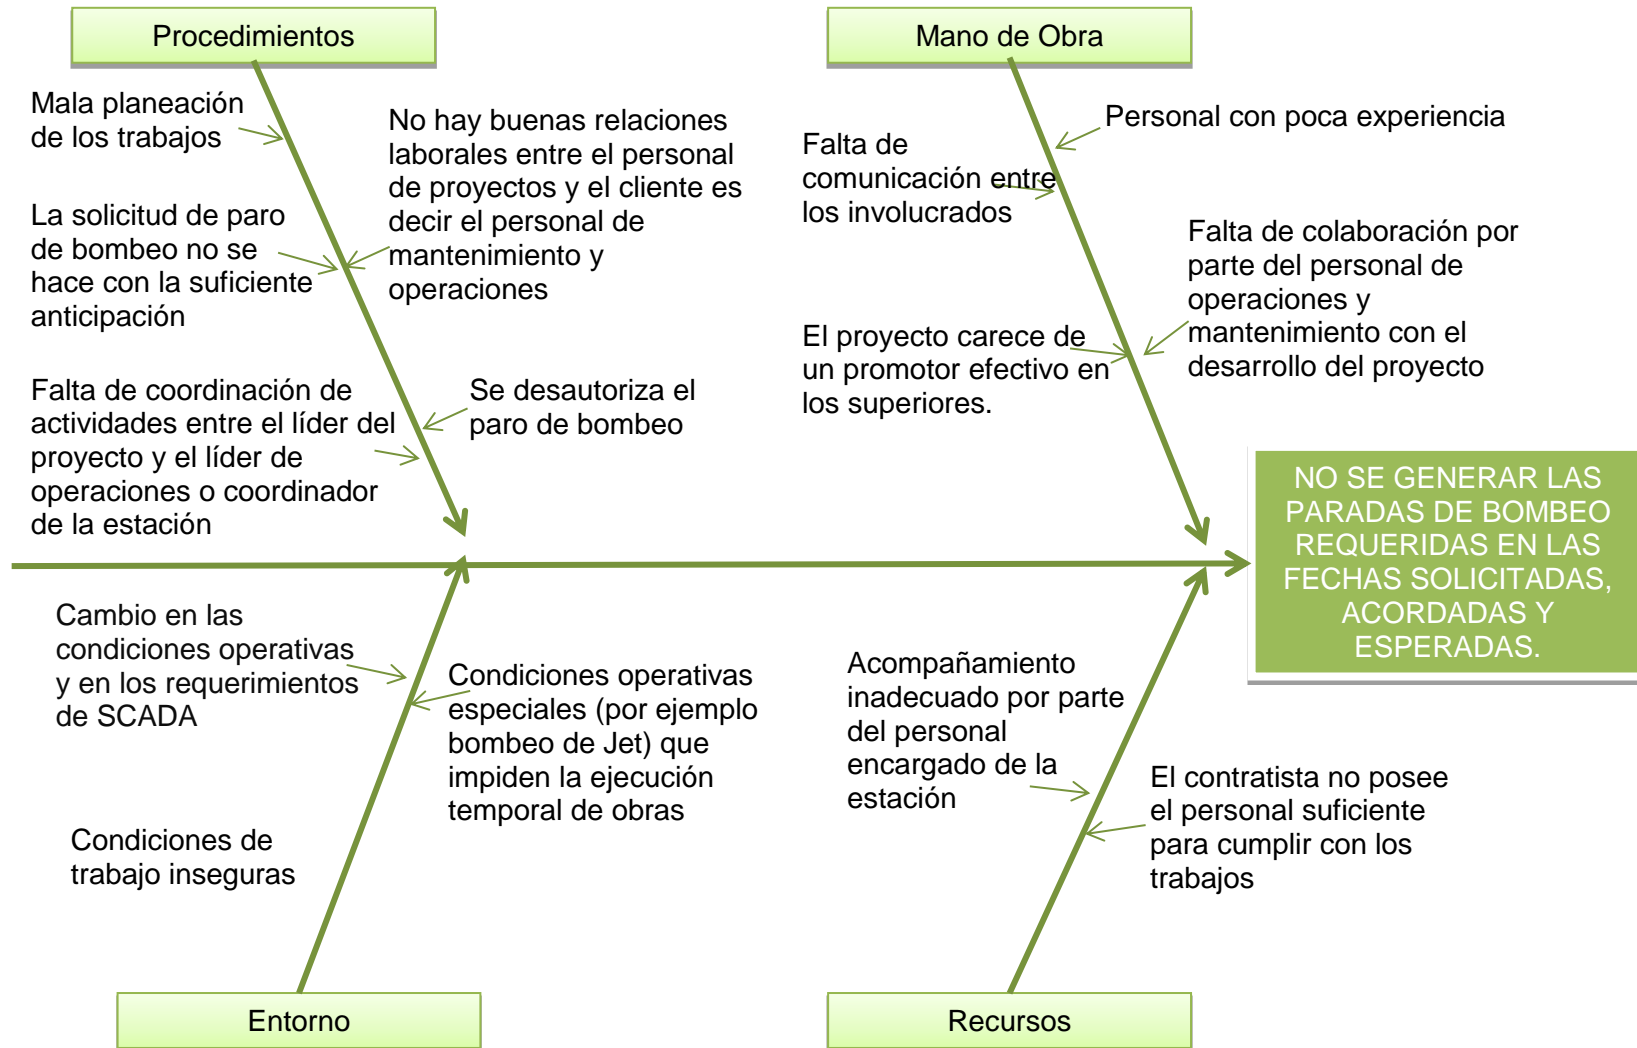 Procedimientos
Mano de Obra
Mala planeación
de los trabajos
No hay buenas relaciones
laborales entre el personal
de proyectos y el cliente es
decir el personal de
mantenimiento y
operaciones
La solicitud de paro
de bombeo no se
hace con la suficiente
anticipación
Falta de coordinación de
actividades entre el líder del
proyecto y el líder de
operaciones o coordinador
de la estación
Se desautoriza el
paro de bombeo
Personal con poca experiencia
Falta de
comunicación entre
los involucrados
Falta de colaboración por
parte del personal de
operaciones y
mantenimiento con el
desarrollo del proyecto
El proyecto carece de
un promotor efectivo en
los superiores.
NO SE GENERAR LAS
PARADAS DE BOMBEO
REQUERIDAS EN LAS
FECHAS SOLICITADAS,
ACORDADAS Y
ESPERADAS.
Cambio en las
condiciones operativas
y en los requerimientos
de SCADA
Condiciones operativas
especiales (por ejemplo
bombeo de Jet) que
impiden la ejecución
temporal de obras
Condiciones de
trabajo inseguras
Acompañamiento
inadecuado por parte
del personal
encargado de la
estación
El contratista no posee
el personal suficiente
para cumplir con los
trabajos
Entorno
Recursos